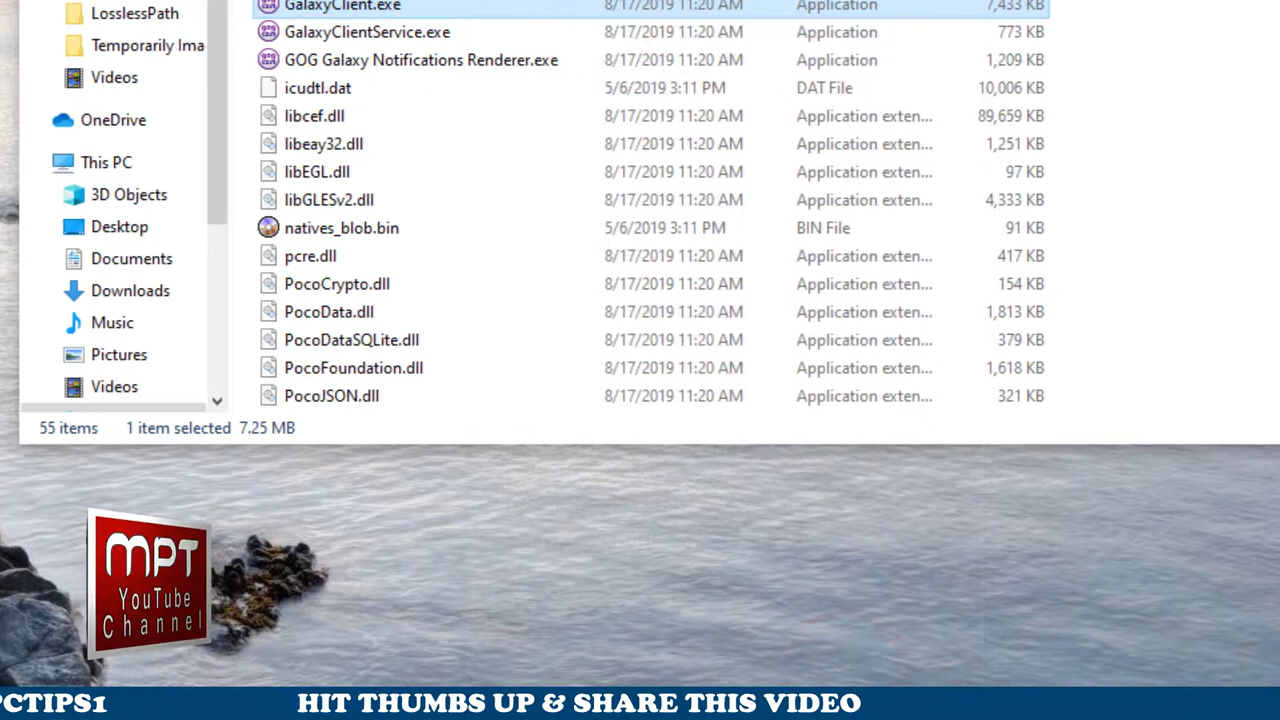 LosslessPath
Temporarily Ima
Videos
OneDrive
This PC
3D Objects
Desktop
Documents
Downloads
Music
Pictures
Videos
GalaxyClient.exe 8/17/2019 11:20 AM Application 7,433 KB
GalaxyClientService.exe 8/17/2019 11:20 AM Application 773 KB
GOG Galaxy Notifications Renderer.exe 8/17/2019 11:20 AM Application 1,209 KB
icudtl.dat 5/6/2019 3:11 PM DAT File 10,006 KB
libcef.dll 8/17/2019 11:20 AM Application exten... 89,659 KB
libeay32.dll 8/17/2019 11:20 AM Application exten... 1,251 KB
libEGL.dll 8/17/2019 11:20 AM Application exten... 97 KB
libGLESv2.dll 8/17/2019 11:20 AM Application exten... 4,333 KB
natives_blob.bin 5/6/2019 3:11 PM BIN File 91 KB
pcre.dll 8/17/2019 11:20 AM Application exten... 417 KB
PocoCrypto.dll 8/17/2019 11:20 AM Application exten... 154 KB
PocoData.dll 8/17/2019 11:20 AM Application exten... 1,813 KB
PocoDataSQLite.dll 8/17/2019 11:20 AM Application exten... 379 KB
PocoFoundation.dll 8/17/2019 11:20 AM Application exten... 1,618 KB
PocoJSON.dll 8/17/2019 11:20 AM Application exten... 321 KB
55 items 1 item selected 7.25 MB
MPT
YouTube
Channel
PCTIPS1 HIT THUMBS UP & SHARE THIS VIDEO